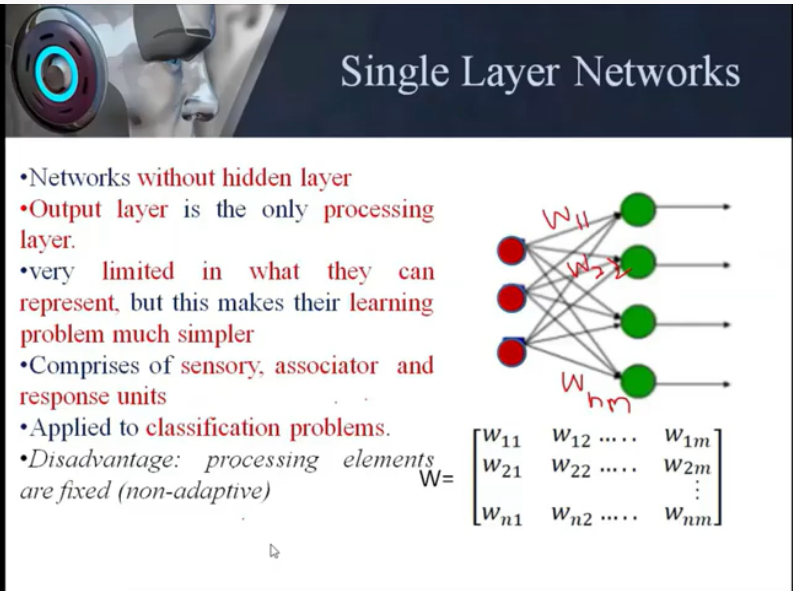 Single Layer Networks
•Networks without hidden layer
•Output layer is the only processing
layer.
•very limited in what they can
represent, but this makes their learning
problem much simpler
•Comprises of sensory, associator and
response units
•Applied to classification problems.
•Disadvantage: processing elements
are fixed (non-adaptive)
W11
W22
Wnm
W=
w11 w12 ..... w1m
w21 w22 ..... w2m
⋮
wn1 wn2 ..... wnm